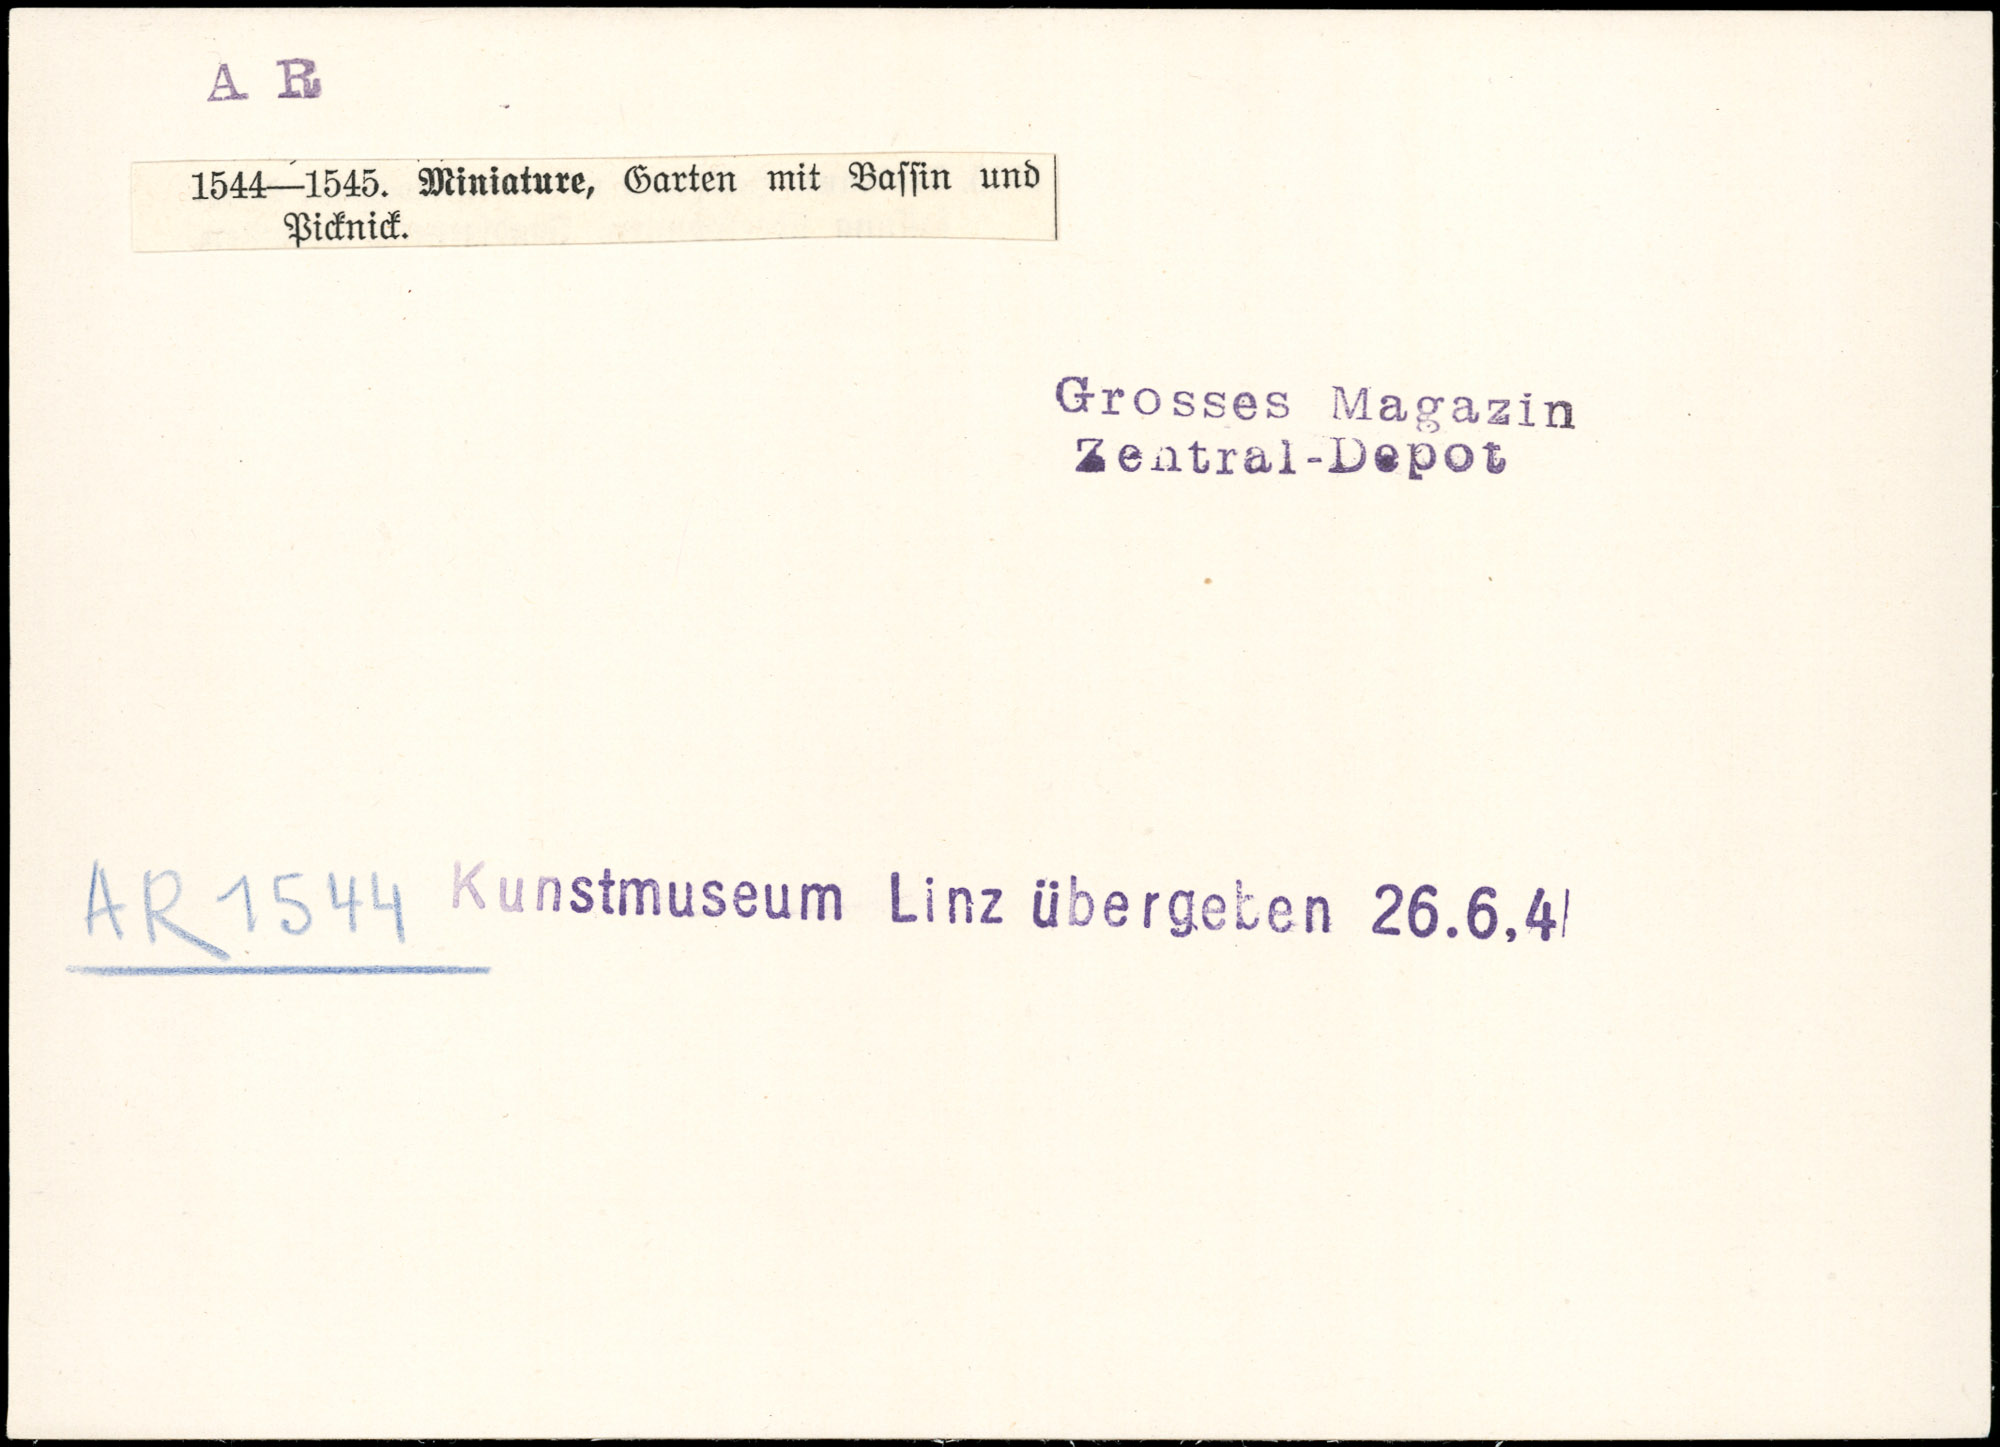 A R
1544—1545. Miniature, Garten mit Baſſin und
Picknick.
Grosses Magazin
Zentral-Depot
AR 1544
Kunstmuseum Linz übergeben 26.6.41